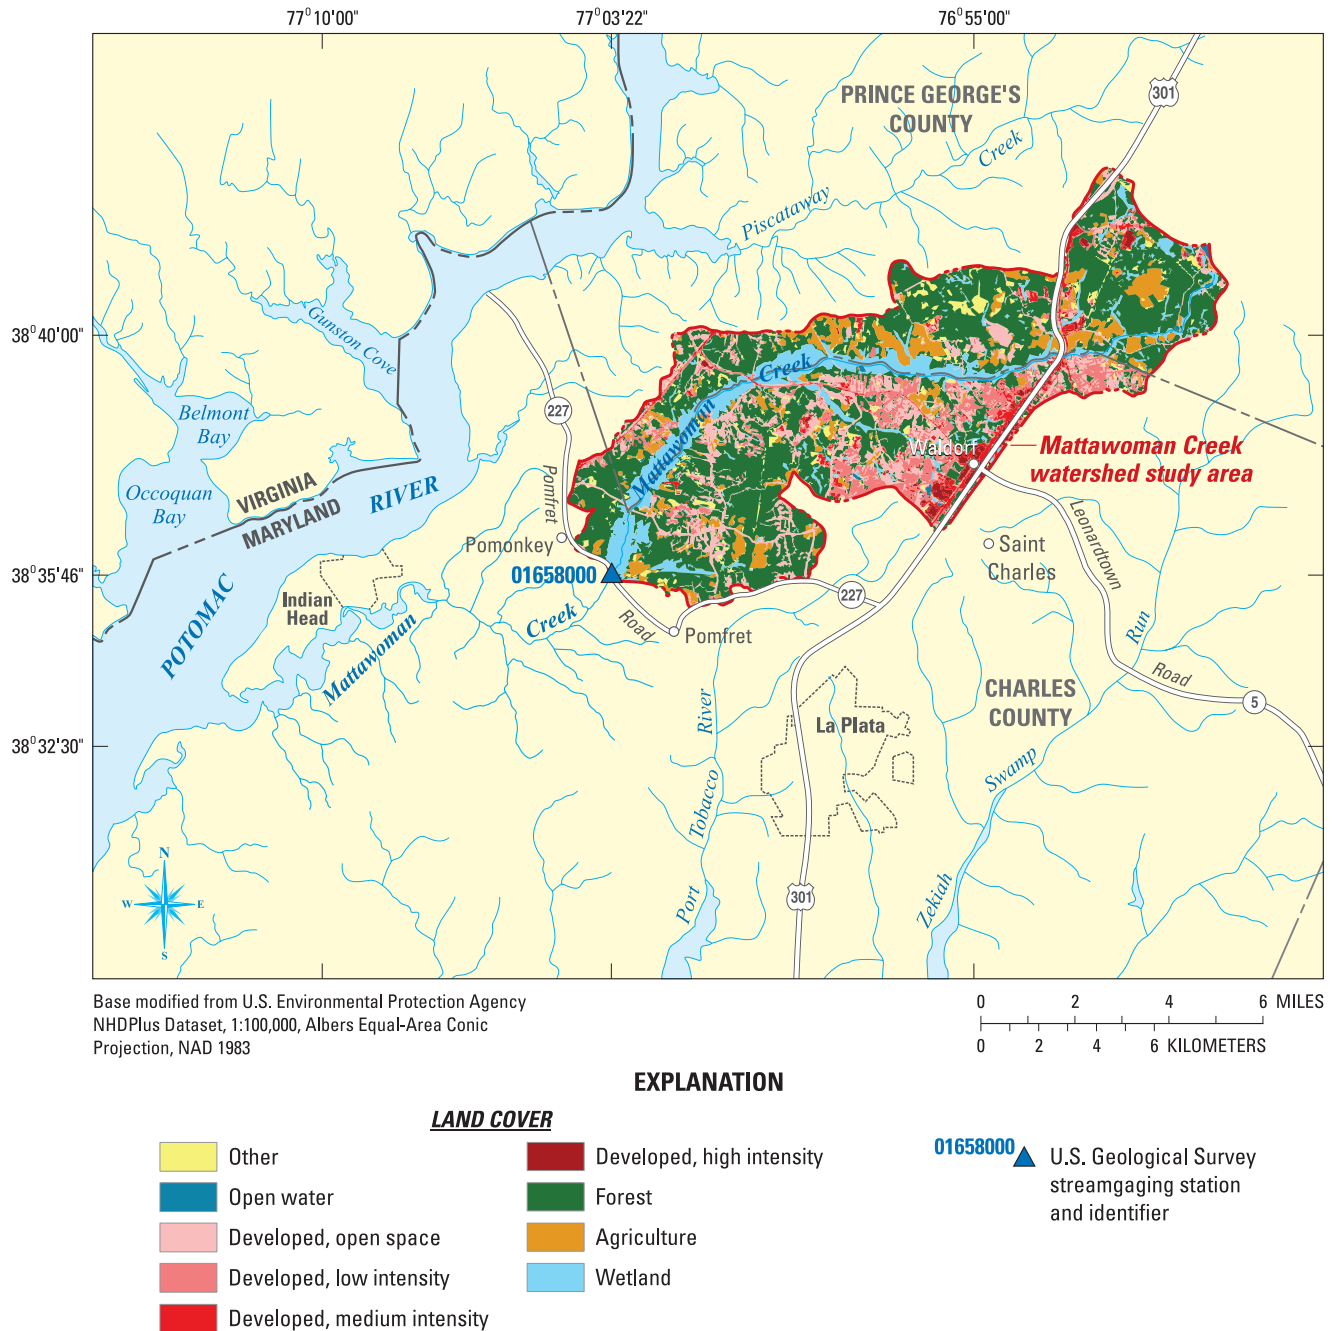 77°10'00"
77°03'22"
76°55'00"
301
PRINCE GEORGE'S
COUNTY
Creek
Piscataway
38°40'00"
Gunston Cove
Creek
Mattawoman
Belmont
Bay
227
Waldorf
Mattawoman Creek
watershed study area
Occoquan
Bay
VIRGINIA
MARYLAND
RIVER
POTOMAC
Pomfret
Road
Pomonkey
Leonardtown
Road
Saint
Charles
38°35'46"
01658000
Indian
Head
Mattawoman
Creek
227
Pomfret
Run
CHARLES
COUNTY
5
River
La Plata
38°32'30"
Swamp
Tobacco
Port
Zekiah
301
N
W
E
S
Base modified from U.S. Environmental Protection Agency
NHDPlus Dataset, 1:100,000, Albers Equal-Area Conic
Projection, NAD 1983
0 2 4 6 MILES
0 2 4 6 KILOMETERS
EXPLANATION
LAND COVER
Other
Open water
Developed, open space
Developed, low intensity
Developed, medium intensity
Developed, high intensity
Forest
Agriculture
Wetland
01658000
U.S. Geological Survey
streamgaging station
and identifier